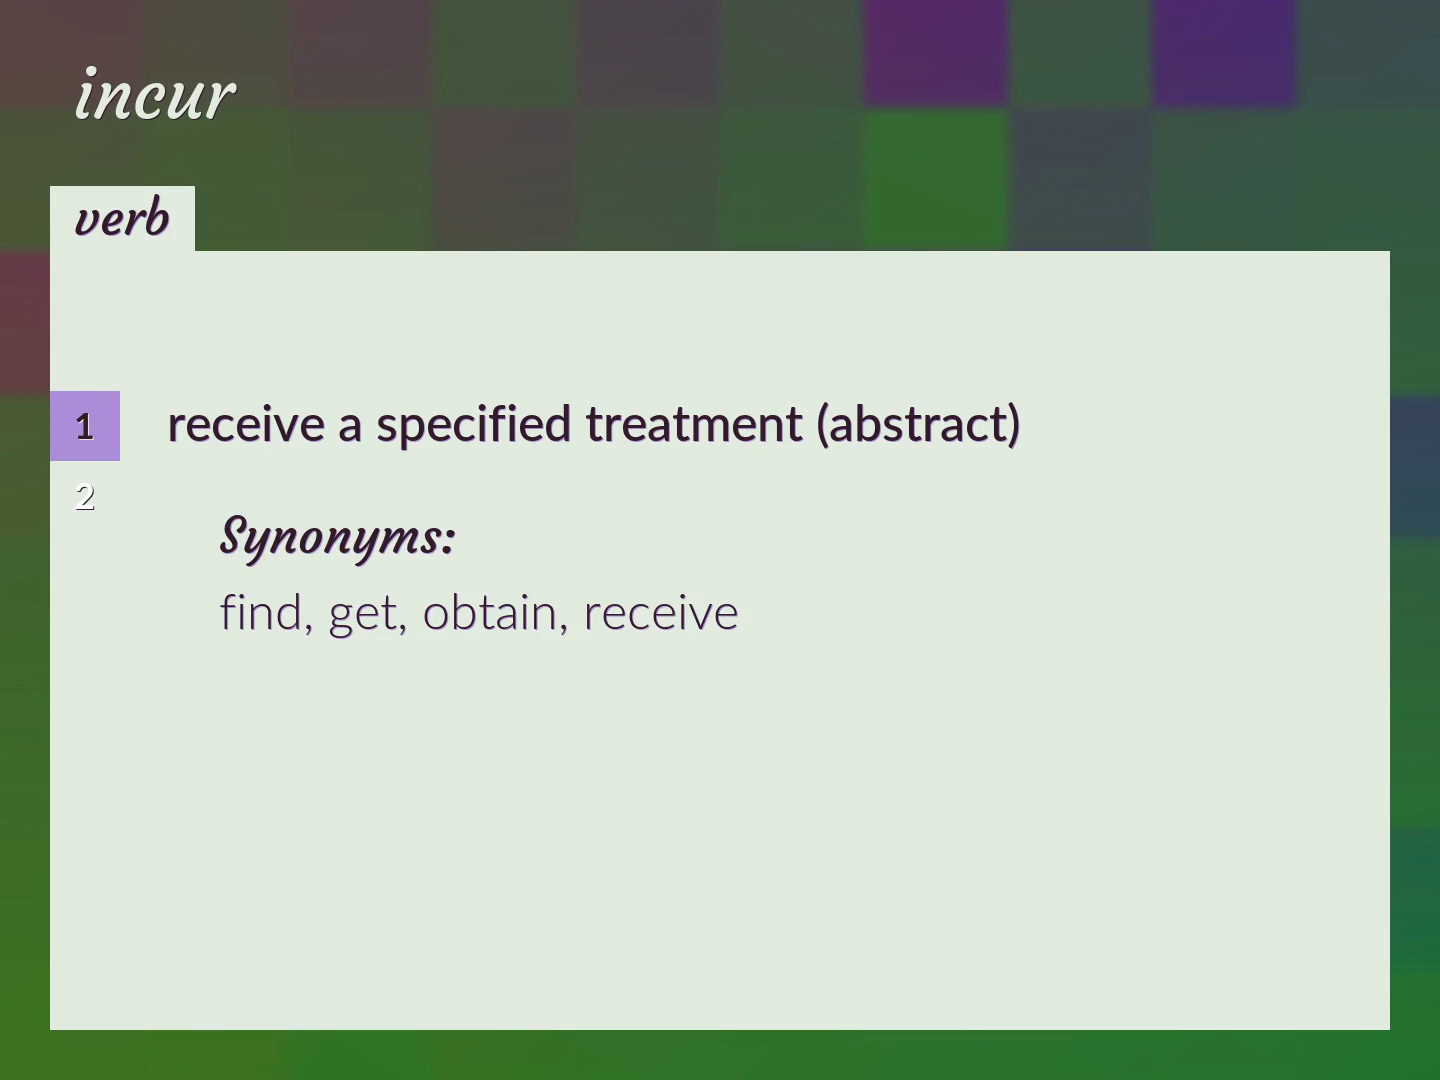 incur
verb
1
receive a specified treatment (abstract)
2
Synonyms:
find, get, obtain, receive